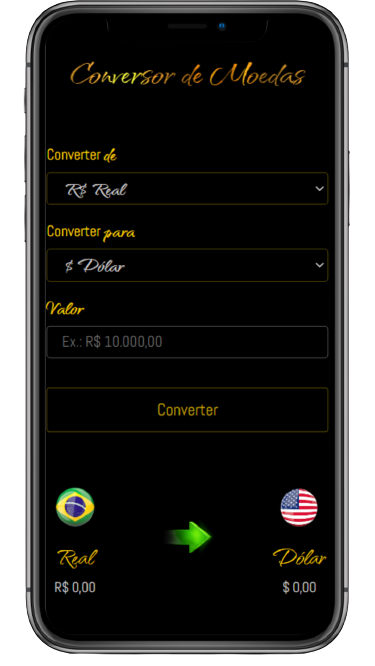 Conversor de Moedas
Converter de
R$ Real
Converter para
$ Dólar
Valor
Ex.: R$ 10.000,00
Converter
Real Dólar
R$ 0,00 $ 0,00